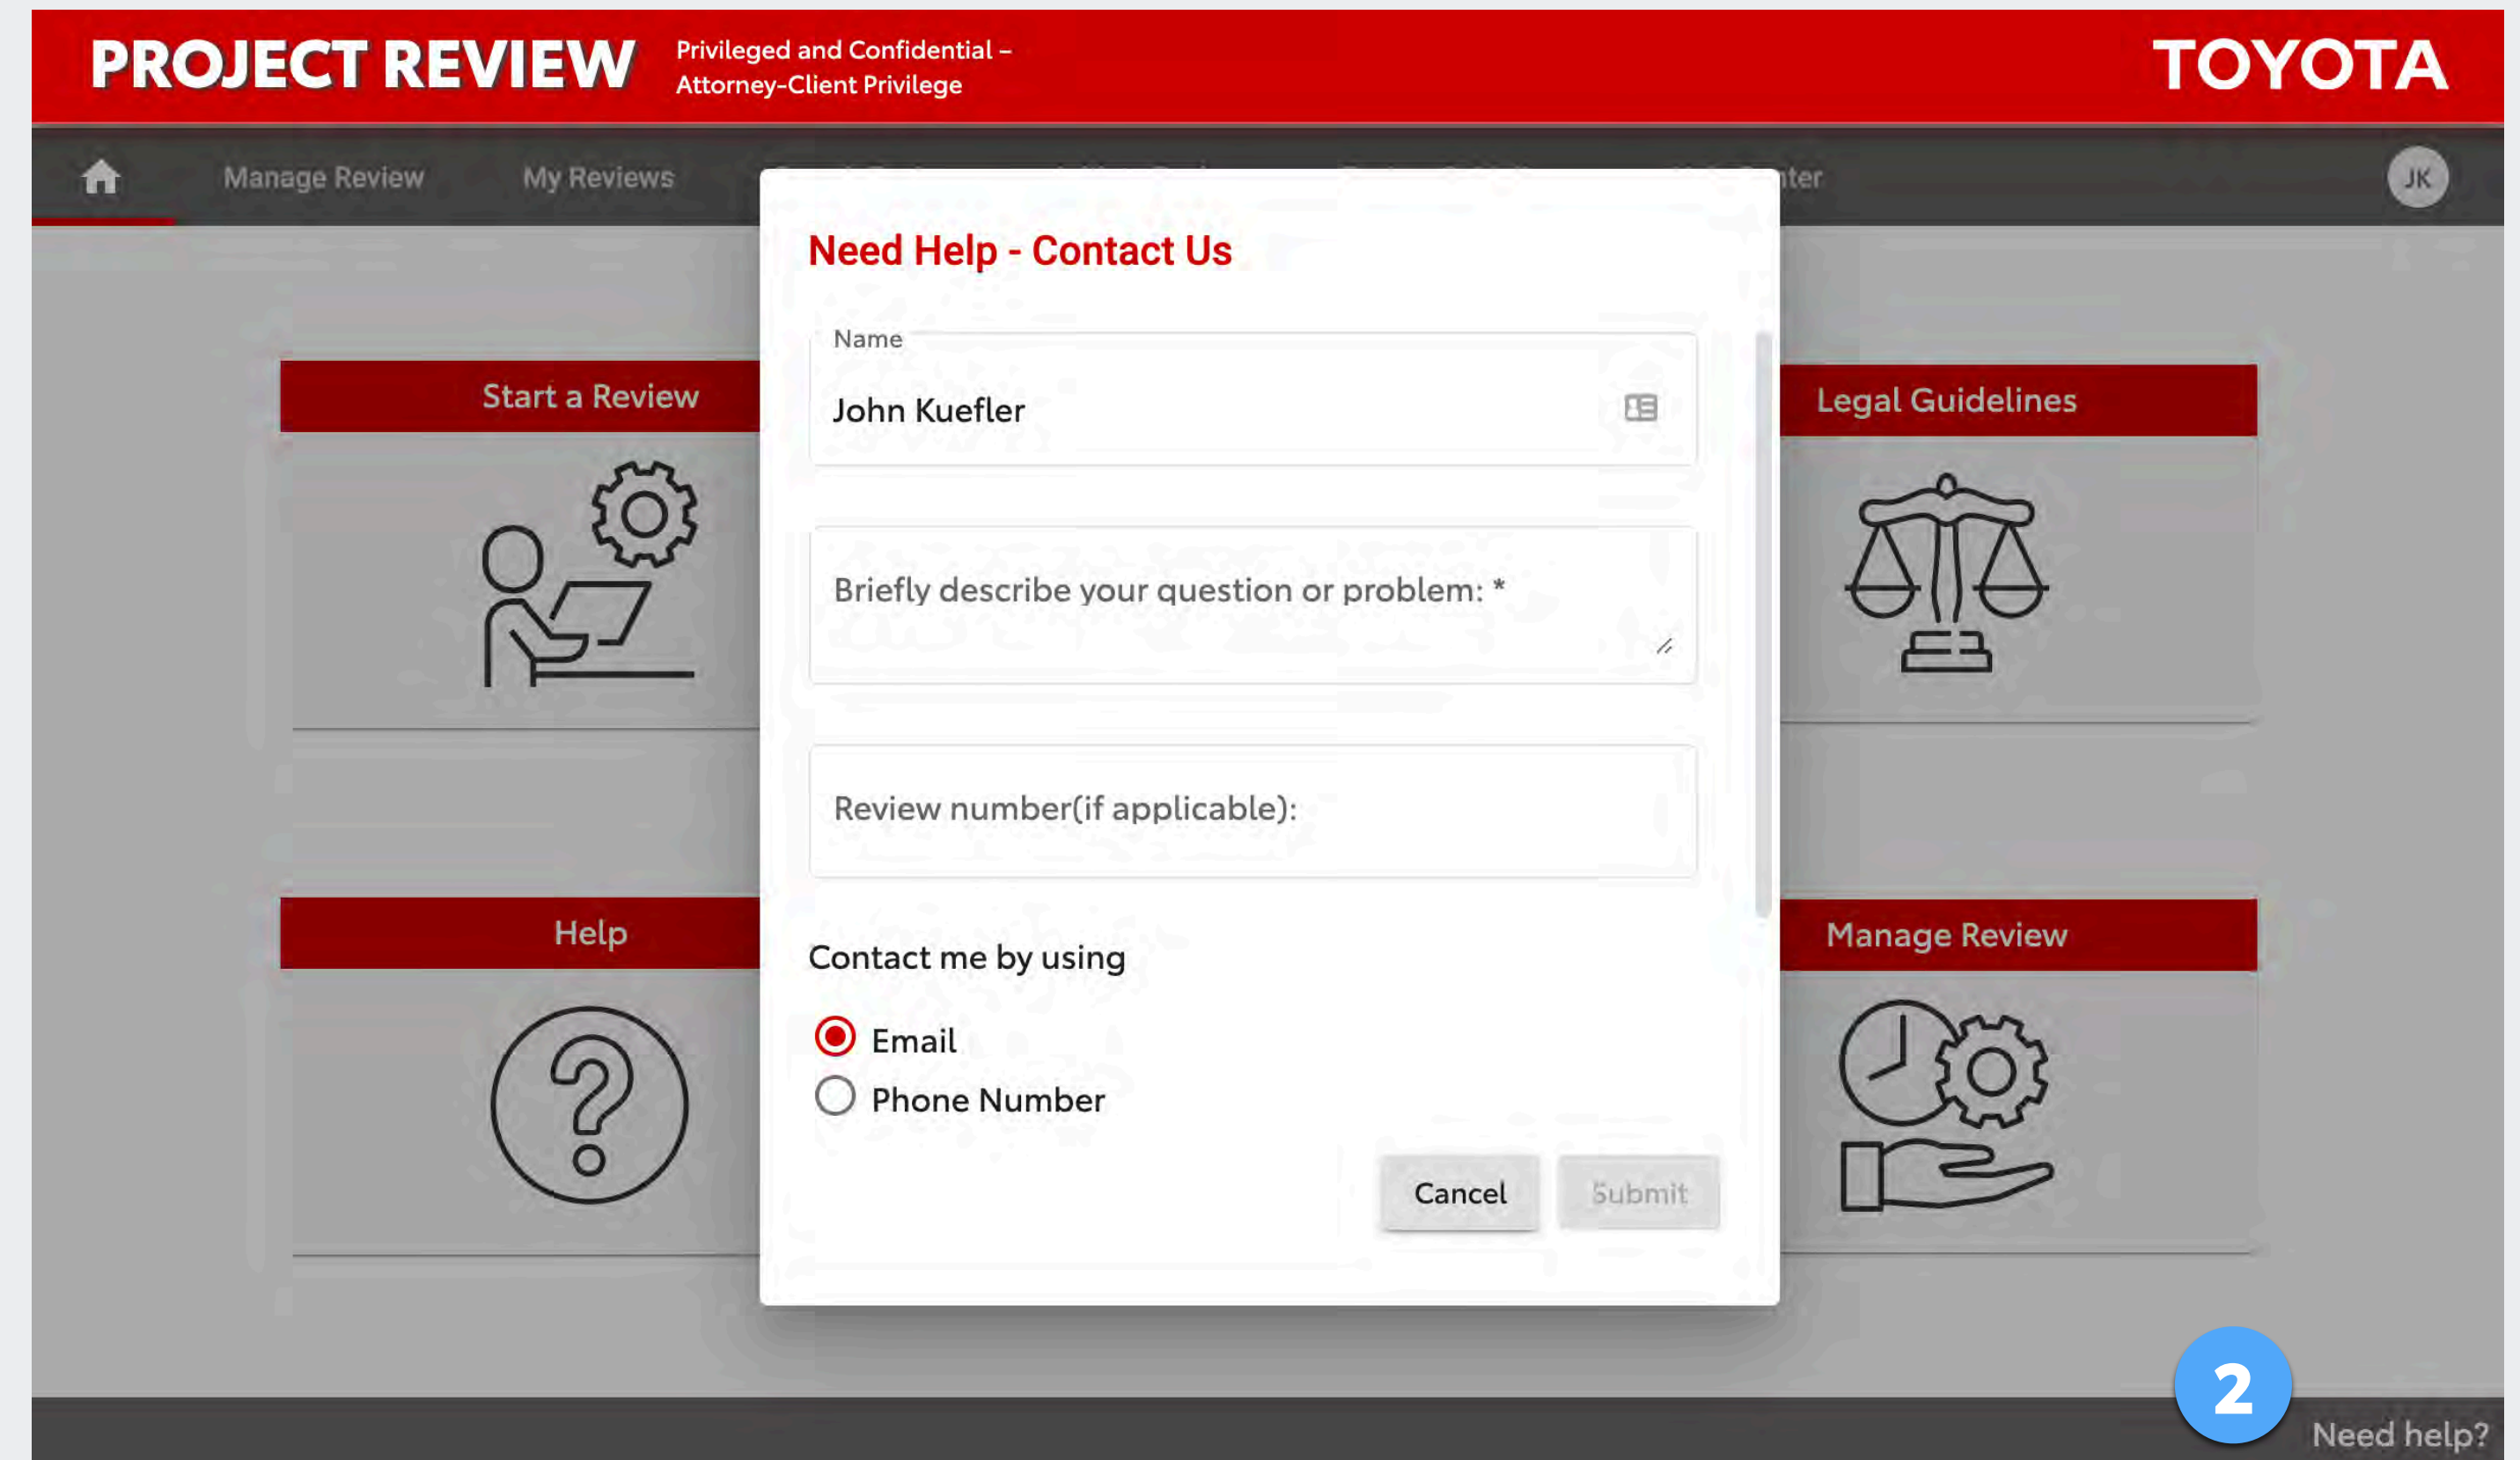 PROJECT REVIEW
Privileged and Confidential –
Attorney-Client Privilege
TOYOTA
Manage Review
My Reviews
JK
Need Help - Contact Us
Name
John Kuefler
Briefly describe your question or problem: *
Review number(if applicable):
Contact me by using
Email
Phone Number
Cancel
Submit
Start a Review
Legal Guidelines
Help
Manage Review
2
Need help?